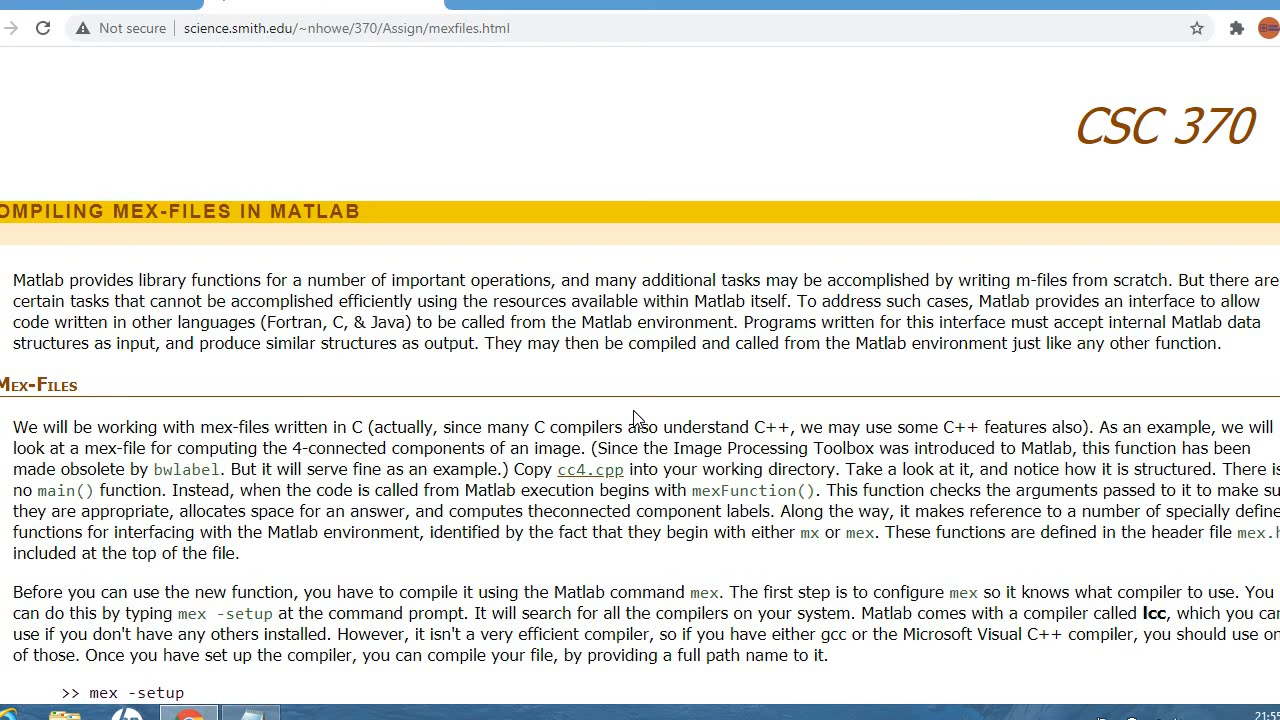 Not secure
science.smith.edu/~nhowe/370/Assign/mexfiles.html
CSC 370
OMPILING MEX-FILES IN MATLAB
Matlab provides library functions for a number of important operations, and many additional tasks may be accomplished by writing m-files from scratch. But there are
certain tasks that cannot be accomplished efficiently using the resources available within Matlab itself. To address such cases, Matlab provides an interface to allow
code written in other languages (Fortran, C, & Java) to be called from the Matlab environment. Programs written for this interface must accept internal Matlab data
structures as input, and produce similar structures as output. They may then be compiled and called from the Matlab environment just like any other function.
Mex-Files
We will be working with mex-files written in C (actually, since many C compilers also understand C++, we may use some C++ features also). As an example, we will
look at a mex-file for computing the 4-connected components of an image. (Since the Image Processing Toolbox was introduced to Matlab, this function has been
made obsolete by bwlabel. But it will serve fine as an example.) Copy cc4.cpp into your working directory. Take a look at it, and notice how it is structured. There is
no main() function. Instead, when the code is called from Matlab execution begins with mexFunction(). This function checks the arguments passed to it to make su
they are appropriate, allocates space for an answer, and computes theconnected component labels. Along the way, it makes reference to a number of specially define
functions for interfacing with the Matlab environment, identified by the fact that they begin with either mx or mex. These functions are defined in the header file mex.h
included at the top of the file.
Before you can use the new function, you have to compile it using the Matlab command mex. The first step is to configure mex so it knows what compiler to use. You
can do this by typing mex -setup at the command prompt. It will search for all the compilers on your system. Matlab comes with a compiler called lcc, which you can
use if you don't have any others installed. However, it isn't a very efficient compiler, so if you have either gcc or the Microsoft Visual C++ compiler, you should use on
of those. Once you have set up the compiler, you can compile your file, by providing a full path name to it.
>> mex -setup
21:55